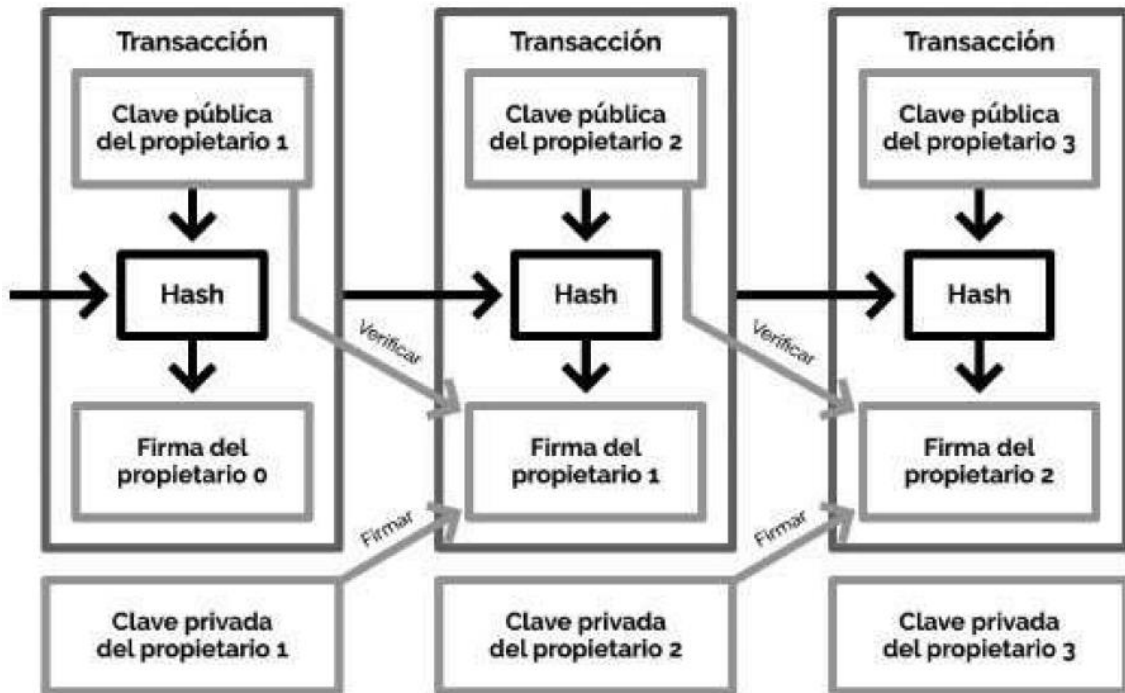 Transacción
Clave pública
del propietario 1
Hash
Verificar
Firma del
propietario 0
Firmar
Clave privada
del propietario 1
Transacción
Clave pública
del propietario 2
Hash
Verificar
Firma del
propietario 1
Firmar
Clave privada
del propietario 2
Transacción
Clave pública
del propietario 3
Hash
Firma del
propietario 2
Clave privada
del propietario 3